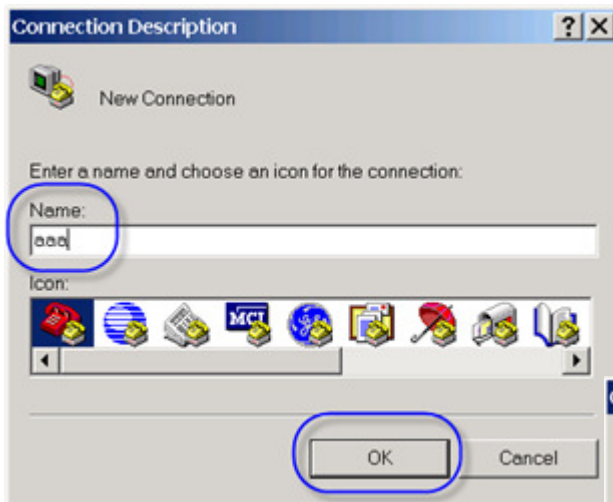 Connection Description
New Connection
Enter a name and choose an icon for the connection:
Name:
aaa
Icon:
MCI
OK
Cancel